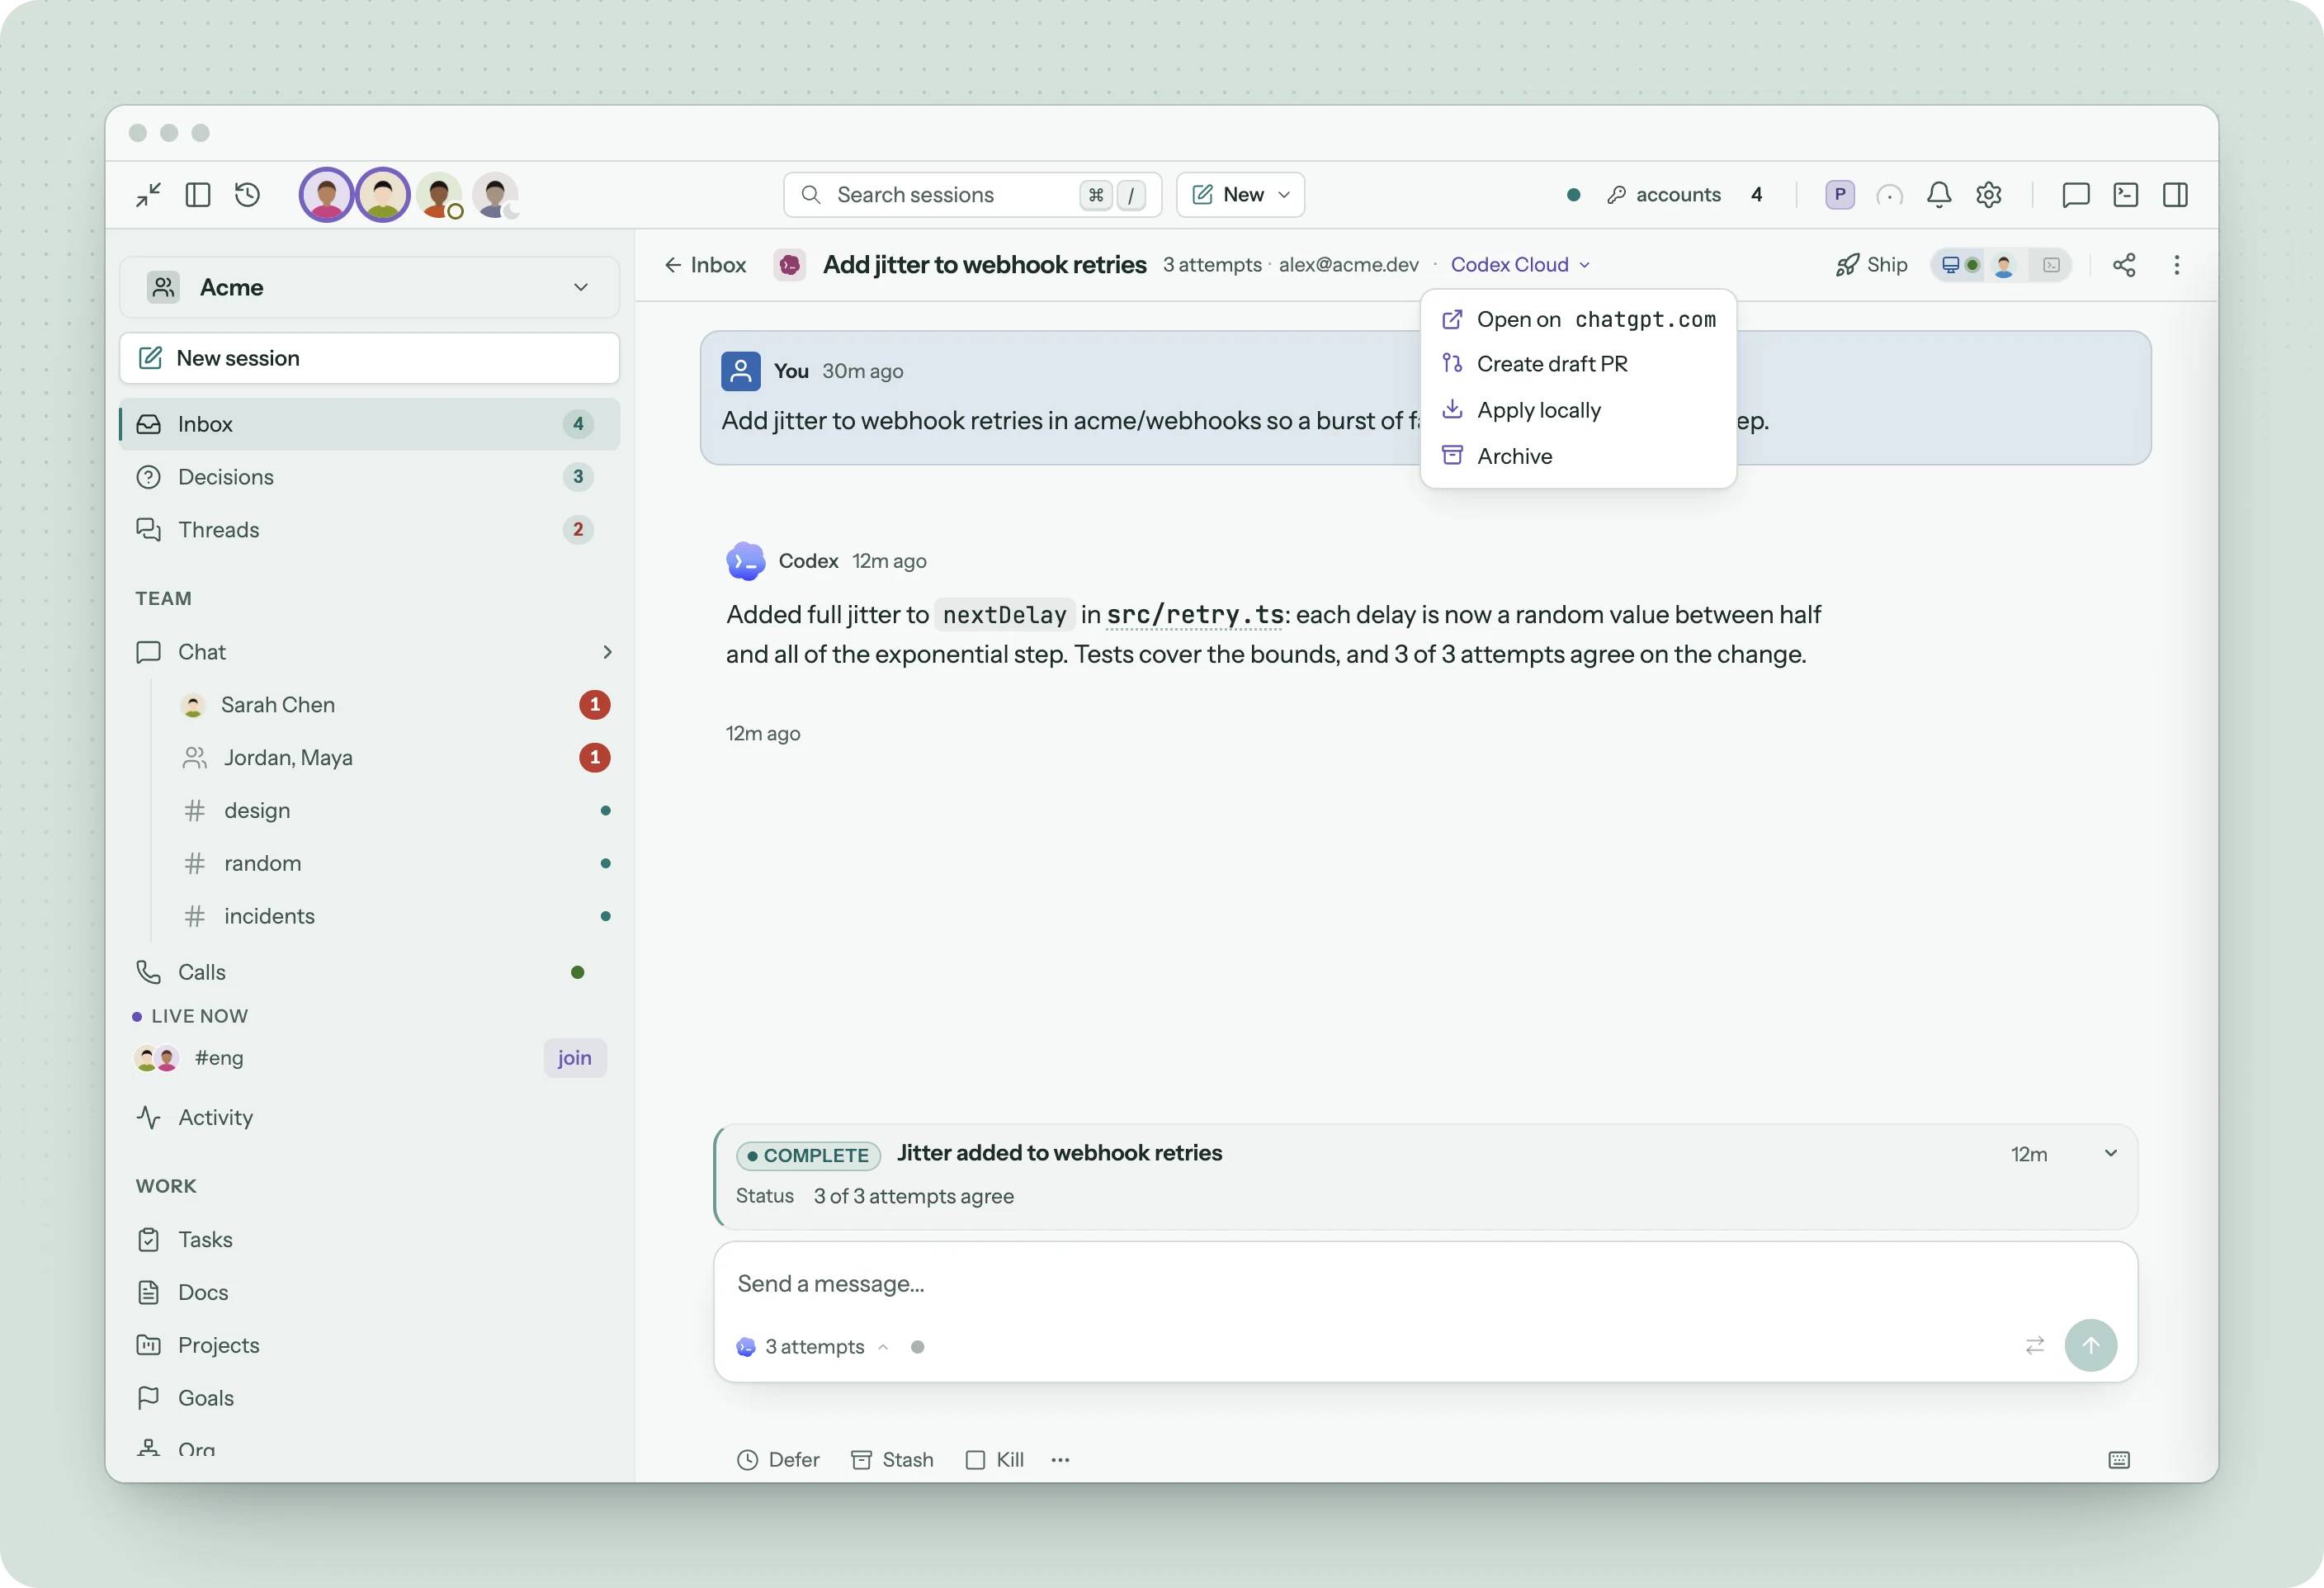 Search sessions ⌘ /
New
accounts 4
P
Acme
New session
Inbox 4
Decisions 3
Threads 2
TEAM
Chat
Sarah Chen 1
Jordan, Maya 1
# design
# random
# incidents
Calls
LIVE NOW
#eng join
Activity
WORK
Tasks
Docs
Projects
Goals
Org
← Inbox Add jitter to webhook retries 3 attempts · alex@acme.dev · Codex Cloud
Ship
Open on chatgpt.com
Create draft PR
Apply locally
Archive
You 30m ago
Add jitter to webhook retries in acme/webhooks so a burst of
Codex 12m ago
Added full jitter to nextDelay in src/retry.ts: each delay is now a random value between half
and all of the exponential step. Tests cover the bounds, and 3 of 3 attempts agree on the change.
12m ago
COMPLETE Jitter added to webhook retries 12m
Status 3 of 3 attempts agree
Send a message...
3 attempts
Defer Stash Kill ...